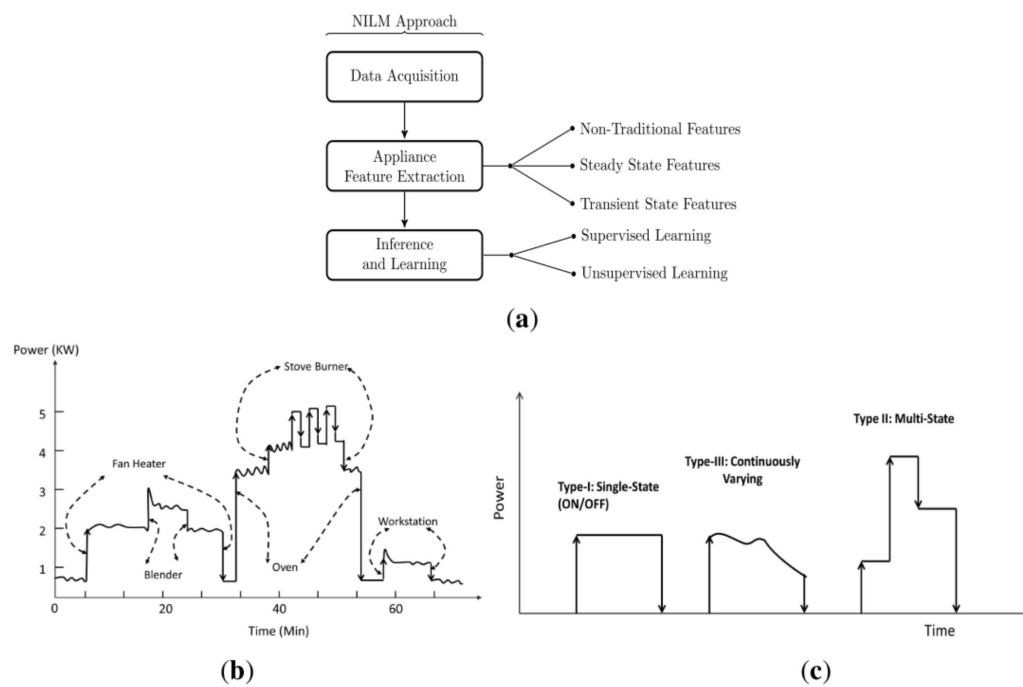 NILM Approach
Data Acquisition
Appliance
Feature Extraction
Non-Traditional Features
Steady State Features
Transient State Features
Inference
and Learning
Supervised Learning
Unsupervised Learning
(a)
Power (KW)
5
4
3
2
1
0
20
40
60
Time (Min)
Stove Burner
Fan Heater
Blender
Oven
Workstation
(b)
Power
Type-I: Single-State
(ON/OFF)
Type-III: Continuously
Varying
Type II: Multi-State
Time
(c)